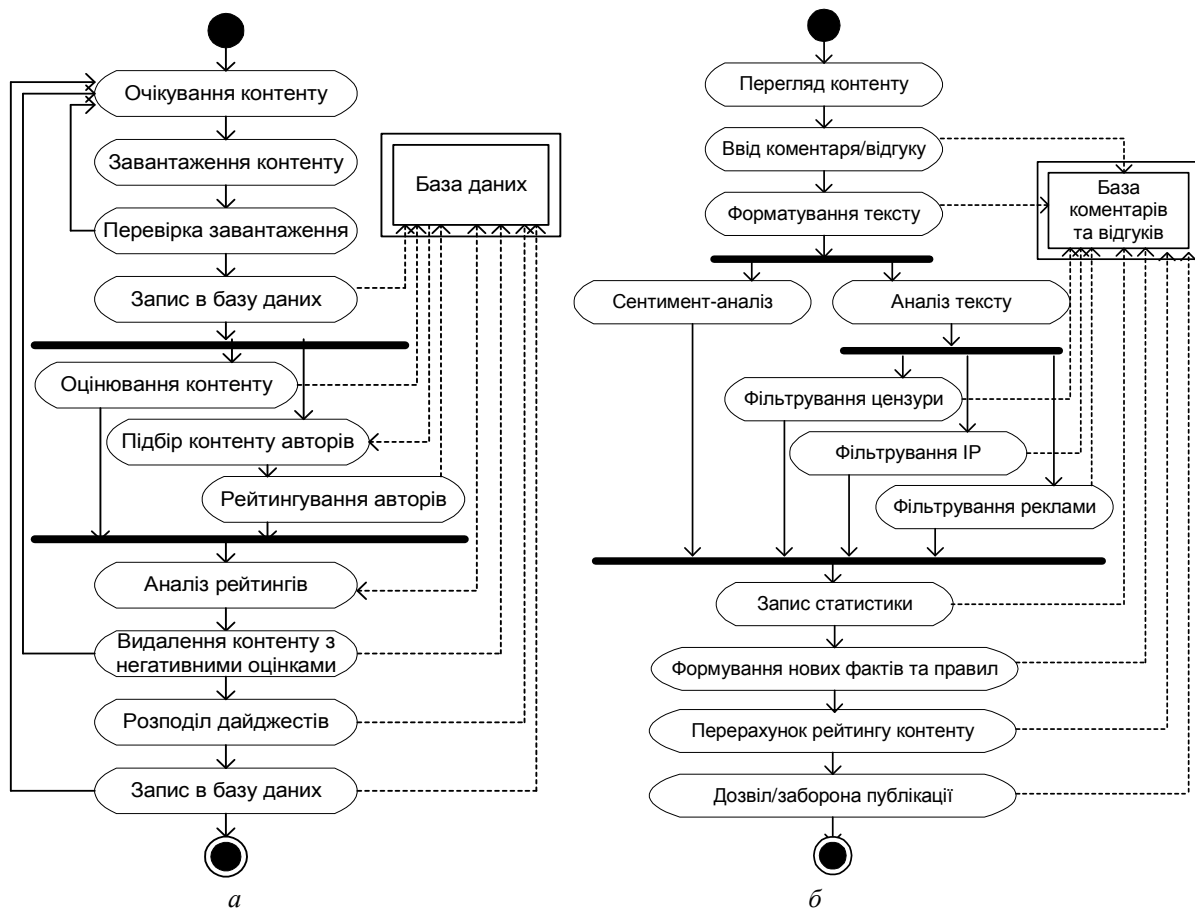 Очікування контенту
Завантаження контенту
Перевірка завантаження
Запис в базу даних
База даних
Оцінювання контенту
Підбір контенту авторів
Рейтингування авторів
Аналіз рейтингів
Видалення контенту з
негативними оцінками
Розподіл дайджестів
Запис в базу даних
а
Перегляд контенту
Ввід коментаря/відгуку
Форматування тексту
База
коментарів
та відгуків
Сентимент-аналіз
Аналіз тексту
Фільтрування цензури
Фільтрування IP
Фільтрування реклами
Запис статистики
Формування нових фактів та правил
Перерахунок рейтингу контенту
Дозвіл/заборона публікації
б